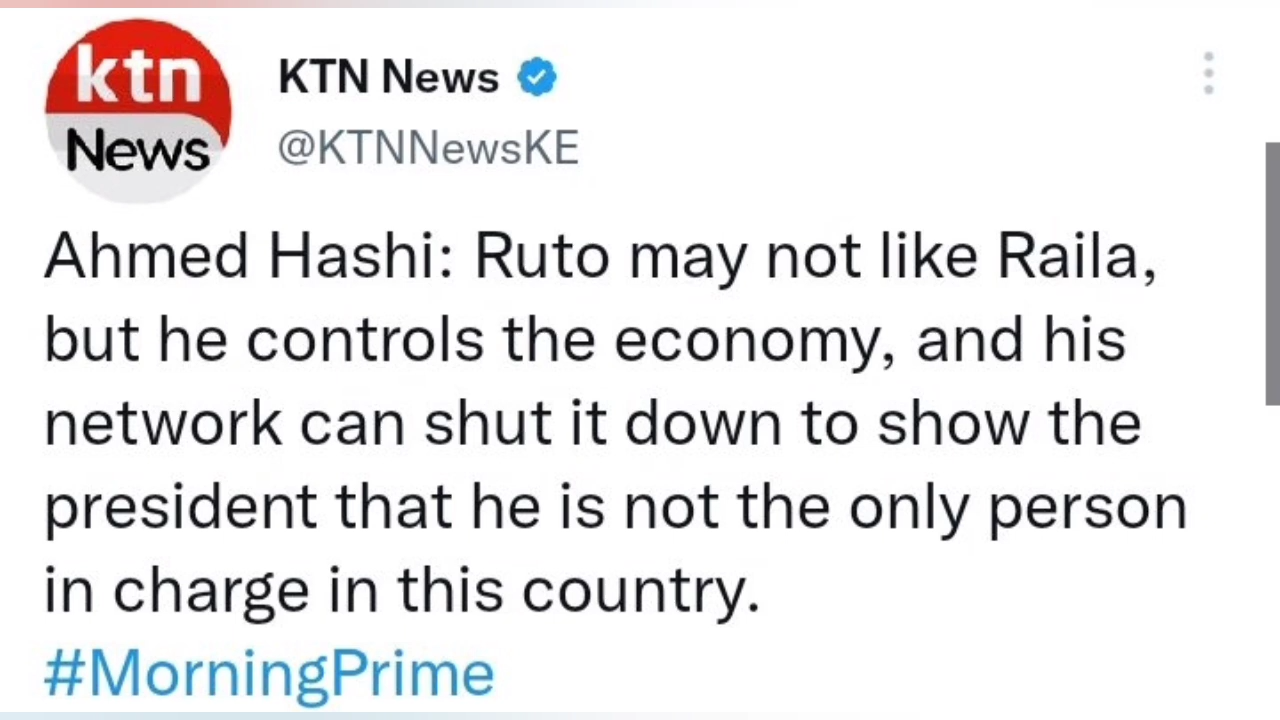 ktn
News
KTN News
@KTNNewsKE
Ahmed Hashi: Ruto may not like Raila,
but he controls the economy, and his
network can shut it down to show the
president that he is not the only person
in charge in this country.
#MorningPrime